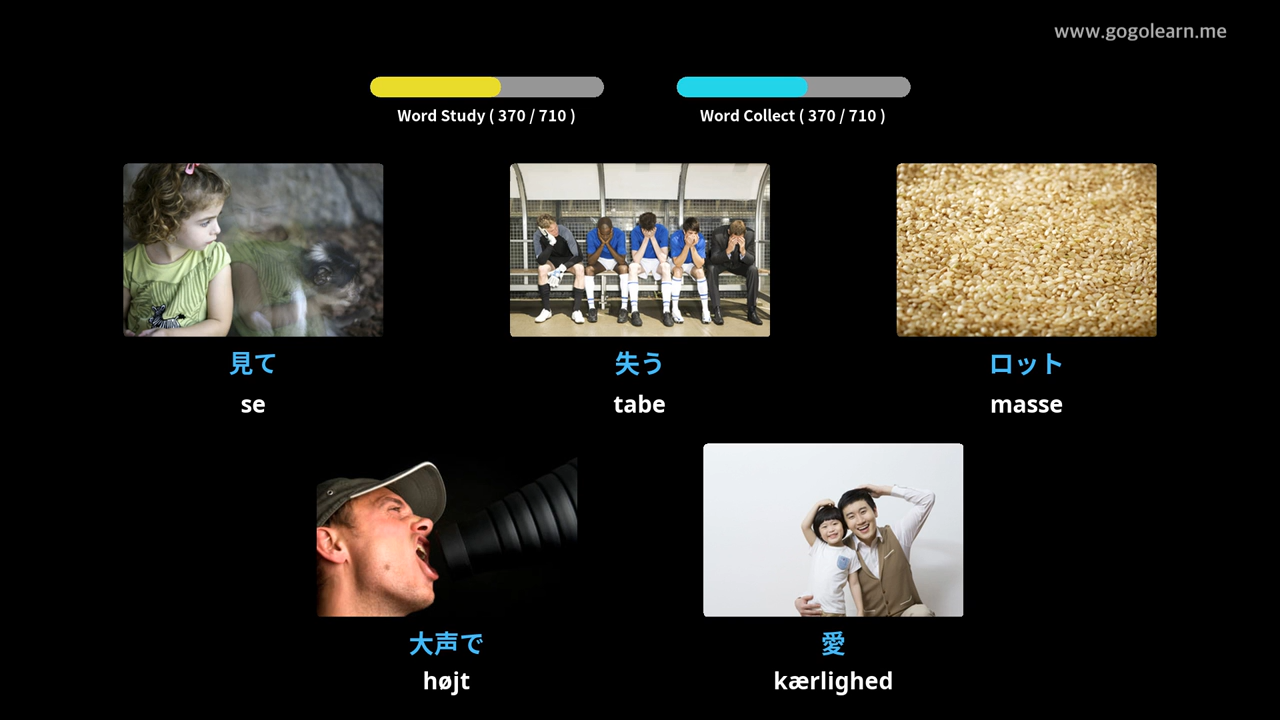 www.gogolearn.me
Word Study ( 370 / 710 )
Word Collect ( 370 / 710 )
見て
失う
ロット
se
tabe
masse
大声で
愛
højt
kærlighed